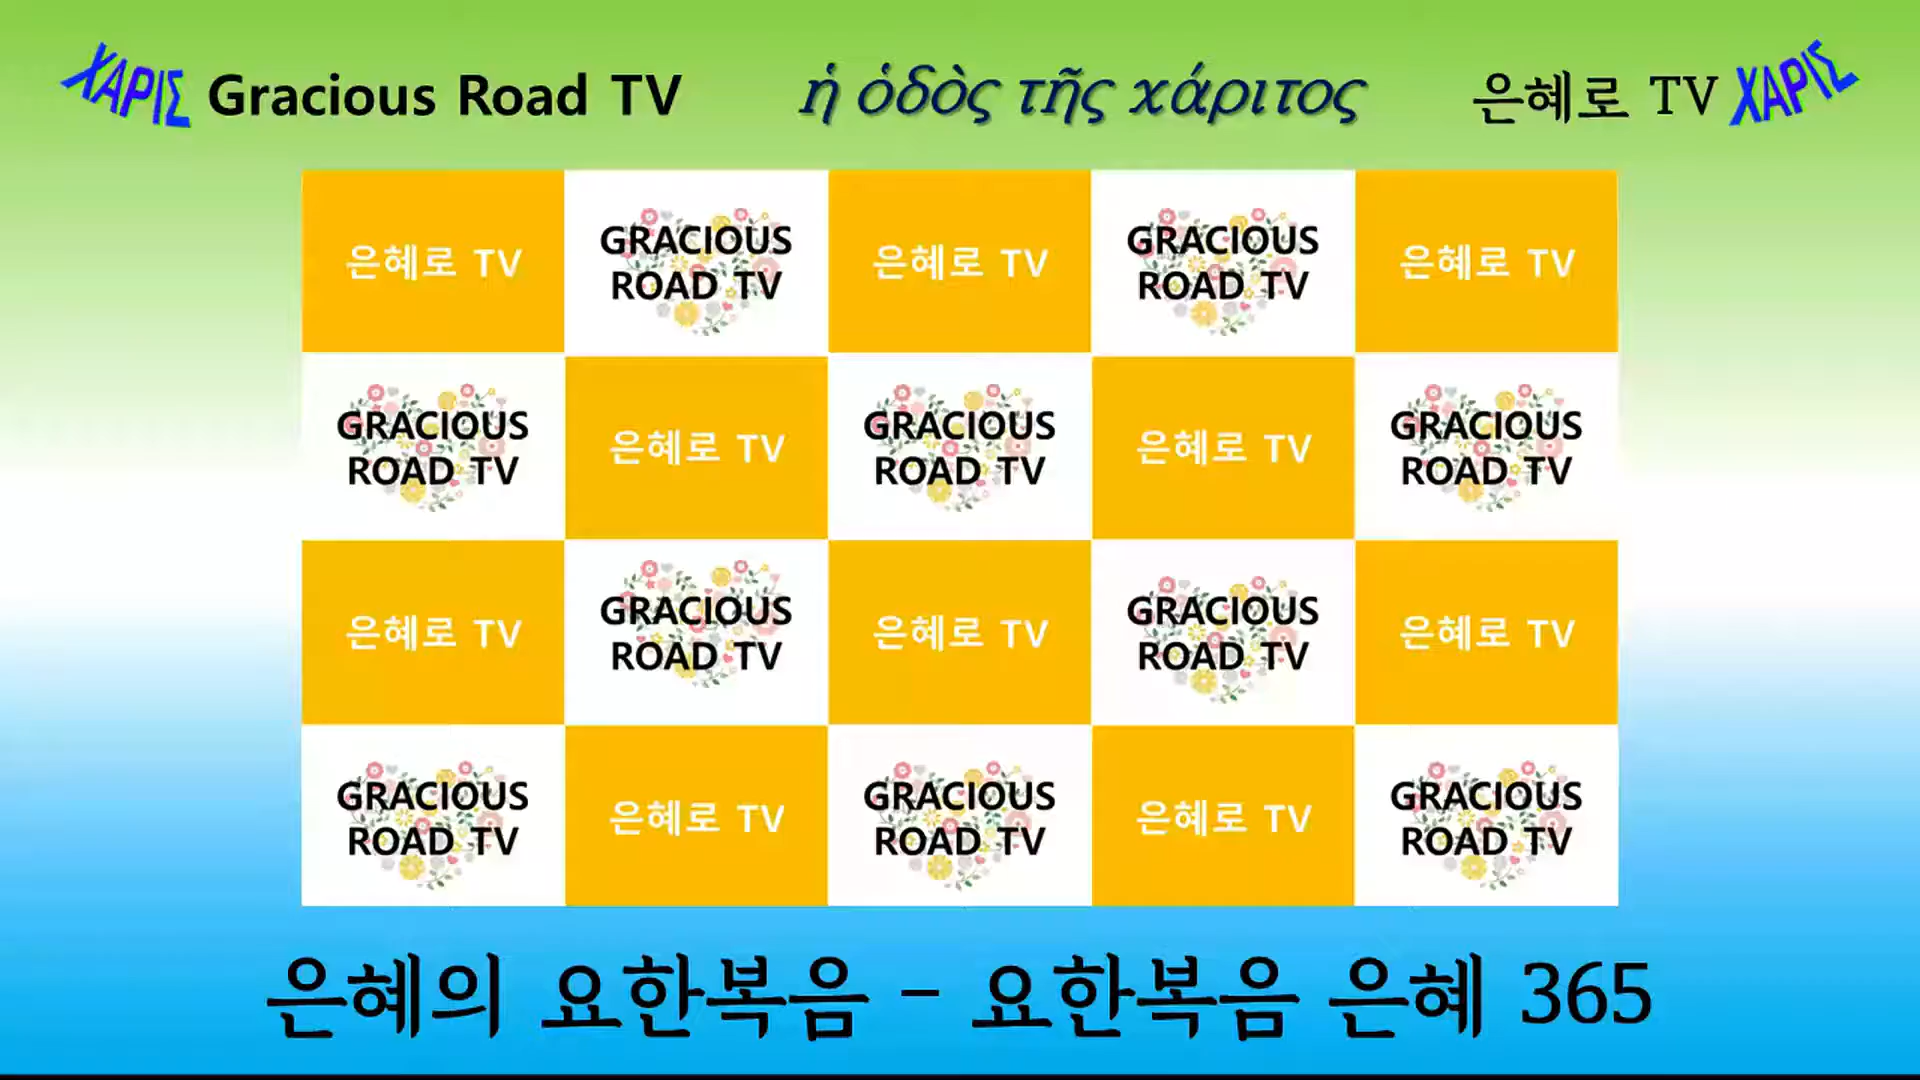 ΧΑΡΙΣ Gracious Road TV ἡ ὁδὸς τῆς χάριτος 은혜로 TV ΧΑΡΙΣ
은혜로 TV GRACIOUS ROAD TV 은혜로 TV GRACIOUS ROAD TV 은혜로 TV
GRACIOUS ROAD TV 은혜로 TV GRACIOUS ROAD TV 은혜로 TV GRACIOUS ROAD TV
은혜로 TV GRACIOUS ROAD TV 은혜로 TV GRACIOUS ROAD TV 은혜로 TV
GRACIOUS ROAD TV 은혜로 TV GRACIOUS ROAD TV 은혜로 TV GRACIOUS ROAD TV
은혜의 요한복음 - 요한복음 은혜 365